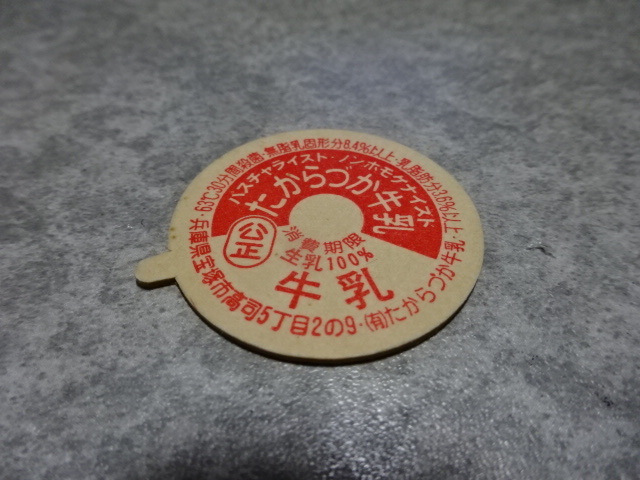 63℃30分間殺菌・無脂乳固形分8.4%以上・乳脂肪分3.6%以上・
パスチャライスト・ノンホモゲナイスト
たからづか牛乳
公正
消費期限
生乳100%
牛乳
兵庫県宝塚市高司5丁目2の9・(有)たからづか牛乳・